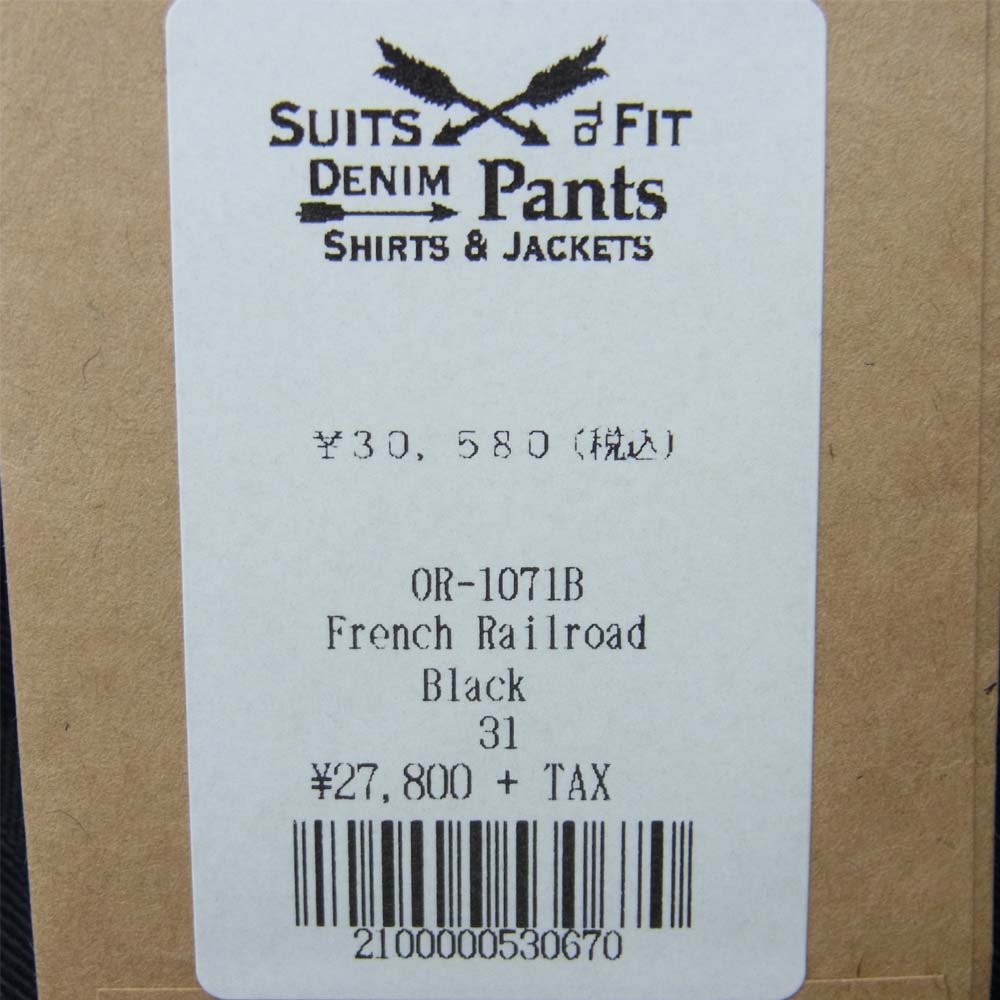 SUITS to FIT
DENIM Pants
SHIRTS & JACKETS
¥30,580(税込)
OR-1071B
French Railroad
Black
31
¥27,800 + TAX
2100000530670